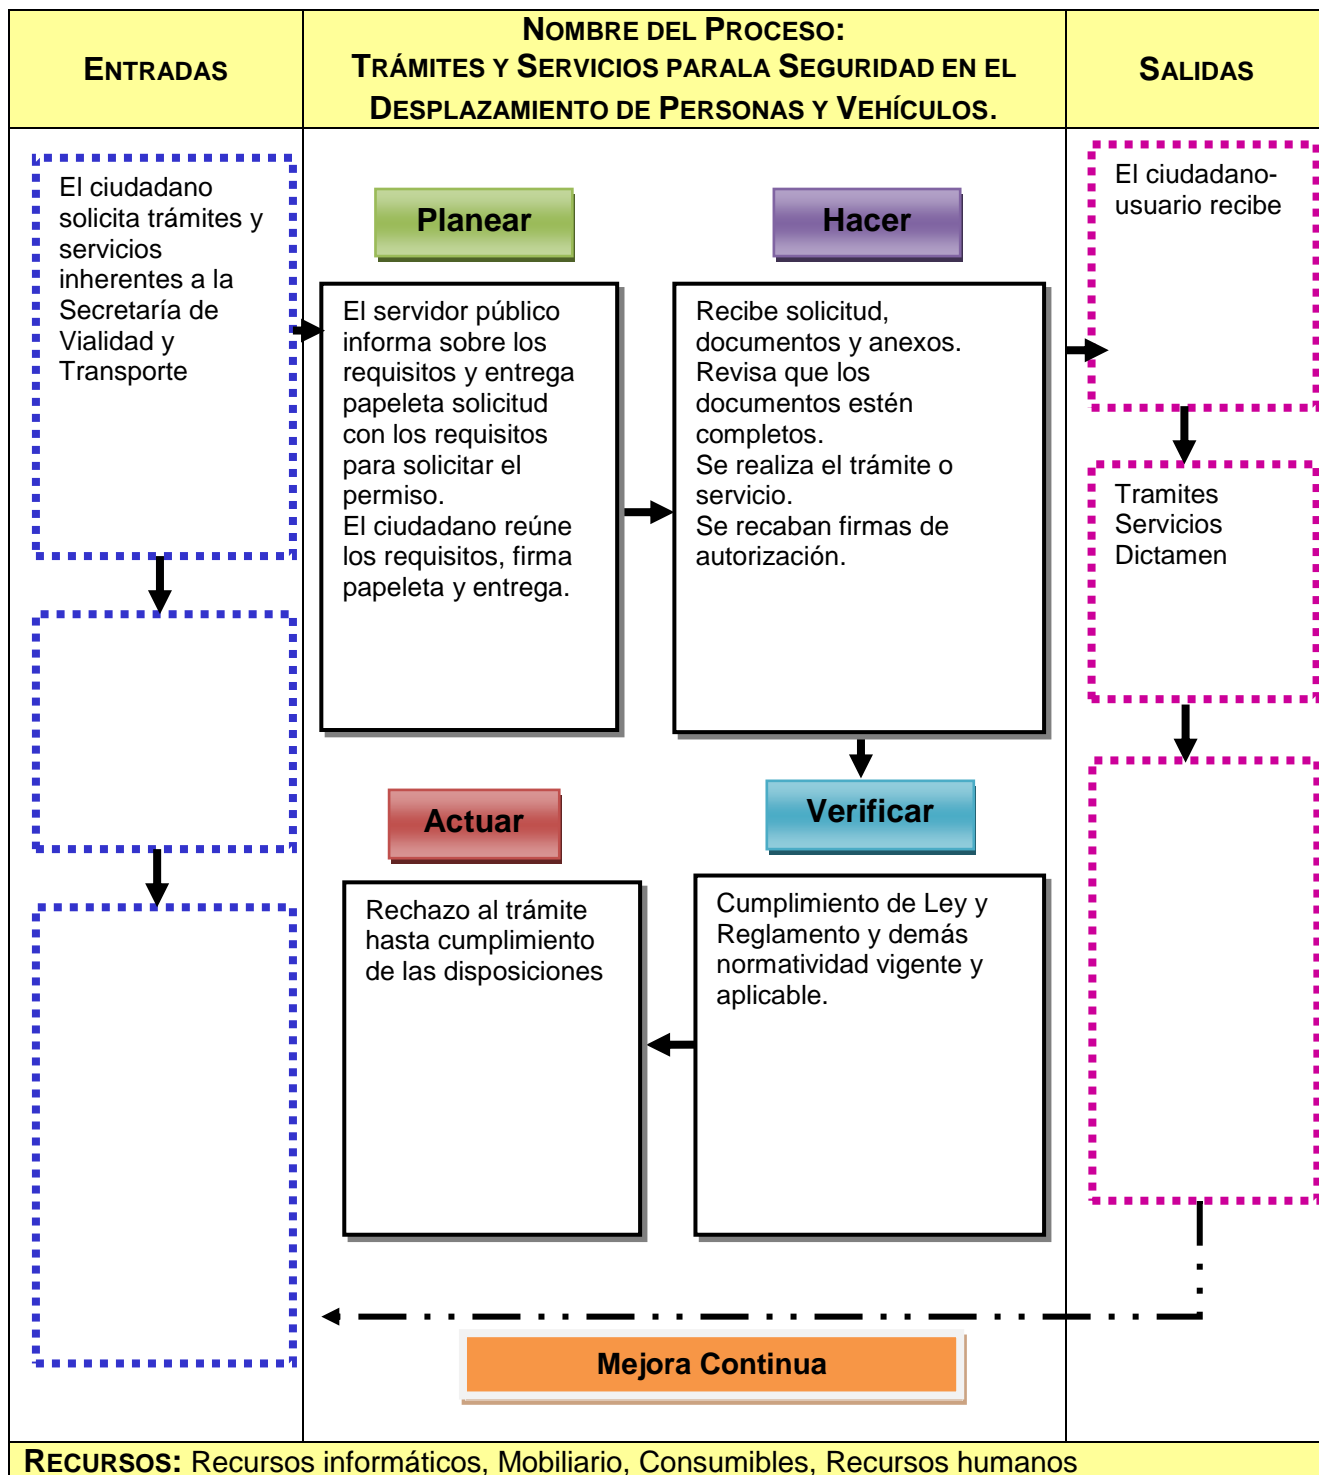 ENTRADAS
NOMBRE DEL PROCESO:
TRÁMITES Y SERVICIOS PARALA SEGURIDAD EN EL
DESPLAZAMIENTO DE PERSONAS Y VEHÍCULOS.
SALIDAS
El ciudadano
solicita trámites y
servicios
inherentes a la
Secretaría de
Vialidad y
Transporte
Planear
El servidor público
informa sobre los
requisitos y entrega
papeleta solicitud
con los requisitos
para solicitar el
permiso.
El ciudadano reúne
los requisitos, firma
papeleta y entrega.
Hacer
Recibe solicitud,
documentos y anexos.
Revisa que los
documentos estén
completos.
Se realiza el trámite o
servicio.
Se recaban firmas de
autorización.
El ciudadano-
usuario recibe
Tramites
Servicios
Dictamen
Actuar
Rechazo al trámite
hasta cumplimiento
de las disposiciones
Verificar
Cumplimiento de Ley y
Reglamento y demás
normatividad vigente y
aplicable.
Mejora Continua
RECURSOS: Recursos informáticos, Mobiliario, Consumibles, Recursos humanos